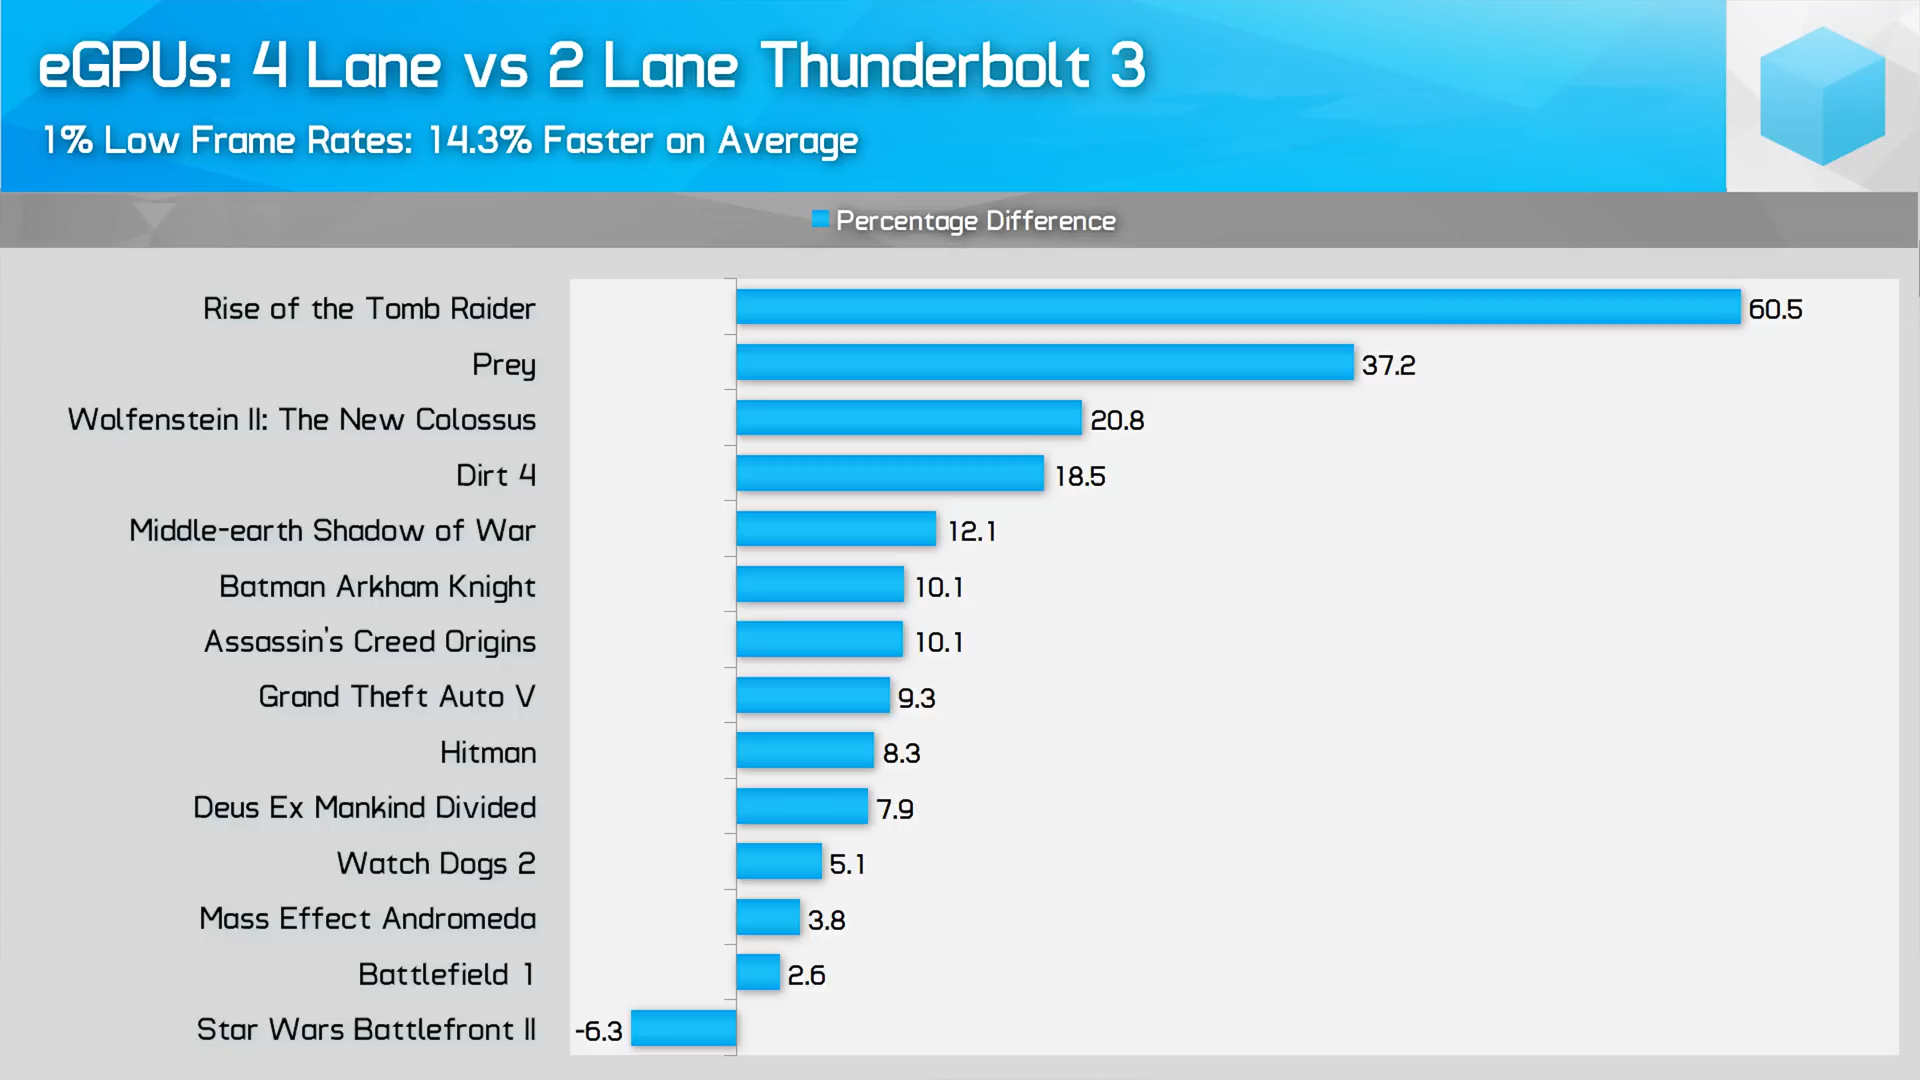 eGPUs: 4 Lane vs 2 Lane Thunderbolt 3
1% Low Frame Rates: 14.3% Faster on Average
Percentage Difference
Rise of the Tomb Raider 60.5
Prey 37.2
Wolfenstein II: The New Colossus 20.8
Dirt 4 18.5
Middle-earth Shadow of War 12.1
Batman Arkham Knight 10.1
Assassin's Creed Origins 10.1
Grand Theft Auto V 9.3
Hitman 8.3
Deus Ex Mankind Divided 7.9
Watch Dogs 2 5.1
Mass Effect Andromeda 3.8
Battlefield 1 2.6
Star Wars Battlefront II -6.3